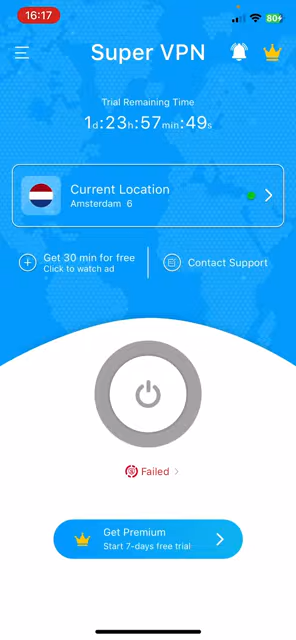 16:17
80
Super VPN
Trial Remaining Time
1d:23h:57min:49s
Current Location
Amsterdam 6
Get 30 min for free
Click to watch ad
Contact Support
Failed
Get Premium
Start 7-days free trial